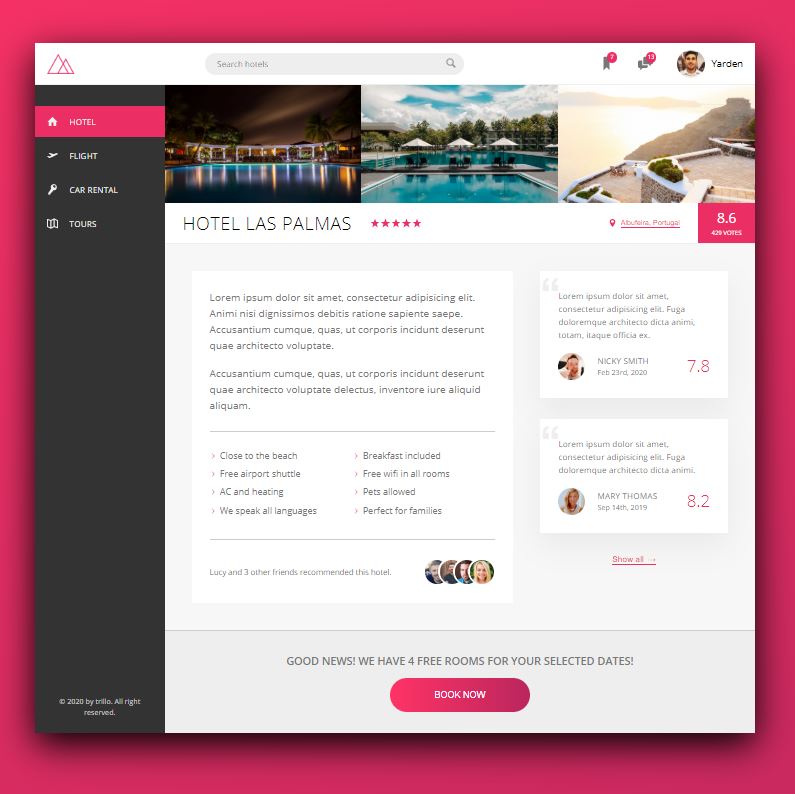 Search hotels
7
13
Yarden
HOTEL
FLIGHT
CAR RENTAL
TOURS
HOTEL LAS PALMAS
Albufeira, Portugal
8.6
429 VOTES
Lorem ipsum dolor sit amet, consectetur adipisicing elit.
Animi nisi dignissimos debitis ratione sapiente saepe.
Accusantium cumque, quas, ut corporis incidunt deserunt
quae architecto voluptate.
Accusantium cumque, quas, ut corporis incidunt deserunt
quae architecto voluptate delectus, inventore iure aliquid
aliquam.
Close to the beach
Free airport shuttle
AC and heating
We speak all languages
Breakfast included
Free wifi in all rooms
Pets allowed
Perfect for families
Lucy and 3 other friends recommended this hotel.
Lorem ipsum dolor sit amet,
consectetur adipisicing elit. Fuga
doloremque architecto dicta animi,
totam, itaque officia ex.
NICKY SMITH
Feb 23rd, 2020
7.8
Lorem ipsum dolor sit amet,
consectetur adipisicing elit. Fuga
doloremque architecto dicta animi.
MARY THOMAS
Sep 14th, 2019
8.2
Show all →
GOOD NEWS! WE HAVE 4 FREE ROOMS FOR YOUR SELECTED DATES!
BOOK NOW
© 2020 by trillo. All right
reserved.